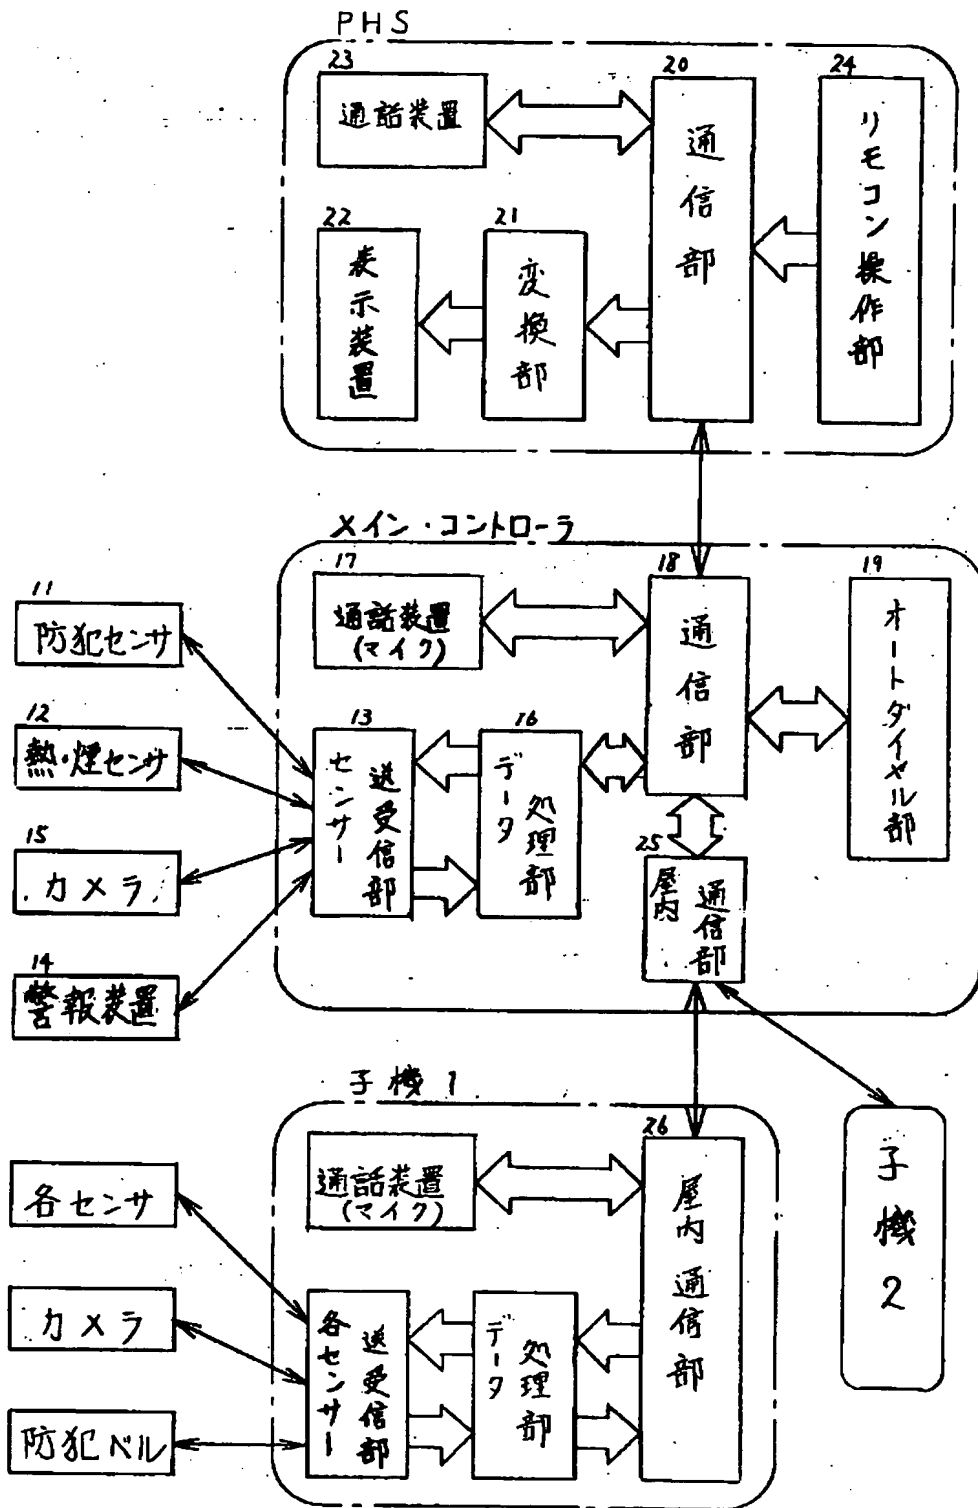 PHS
23
通話装置
20
通信部
24
リモコン操作部
22
表示装置
21
変換部
メイン・コントローラ
17
通話装置
(マイク)
18
通信部
19
オートダイヤル部
11
防犯センサ
12
熱・煙センサ
15
カメラ
14
警報装置
13
センサー
送受信部
16
データ
処理部
25
屋内
通信部
子機1
通話装置
(マイク)
26
屋内通信部
子機2
各センサ
カメラ
防犯ベル
各センサー
送受信部
データ
処理部